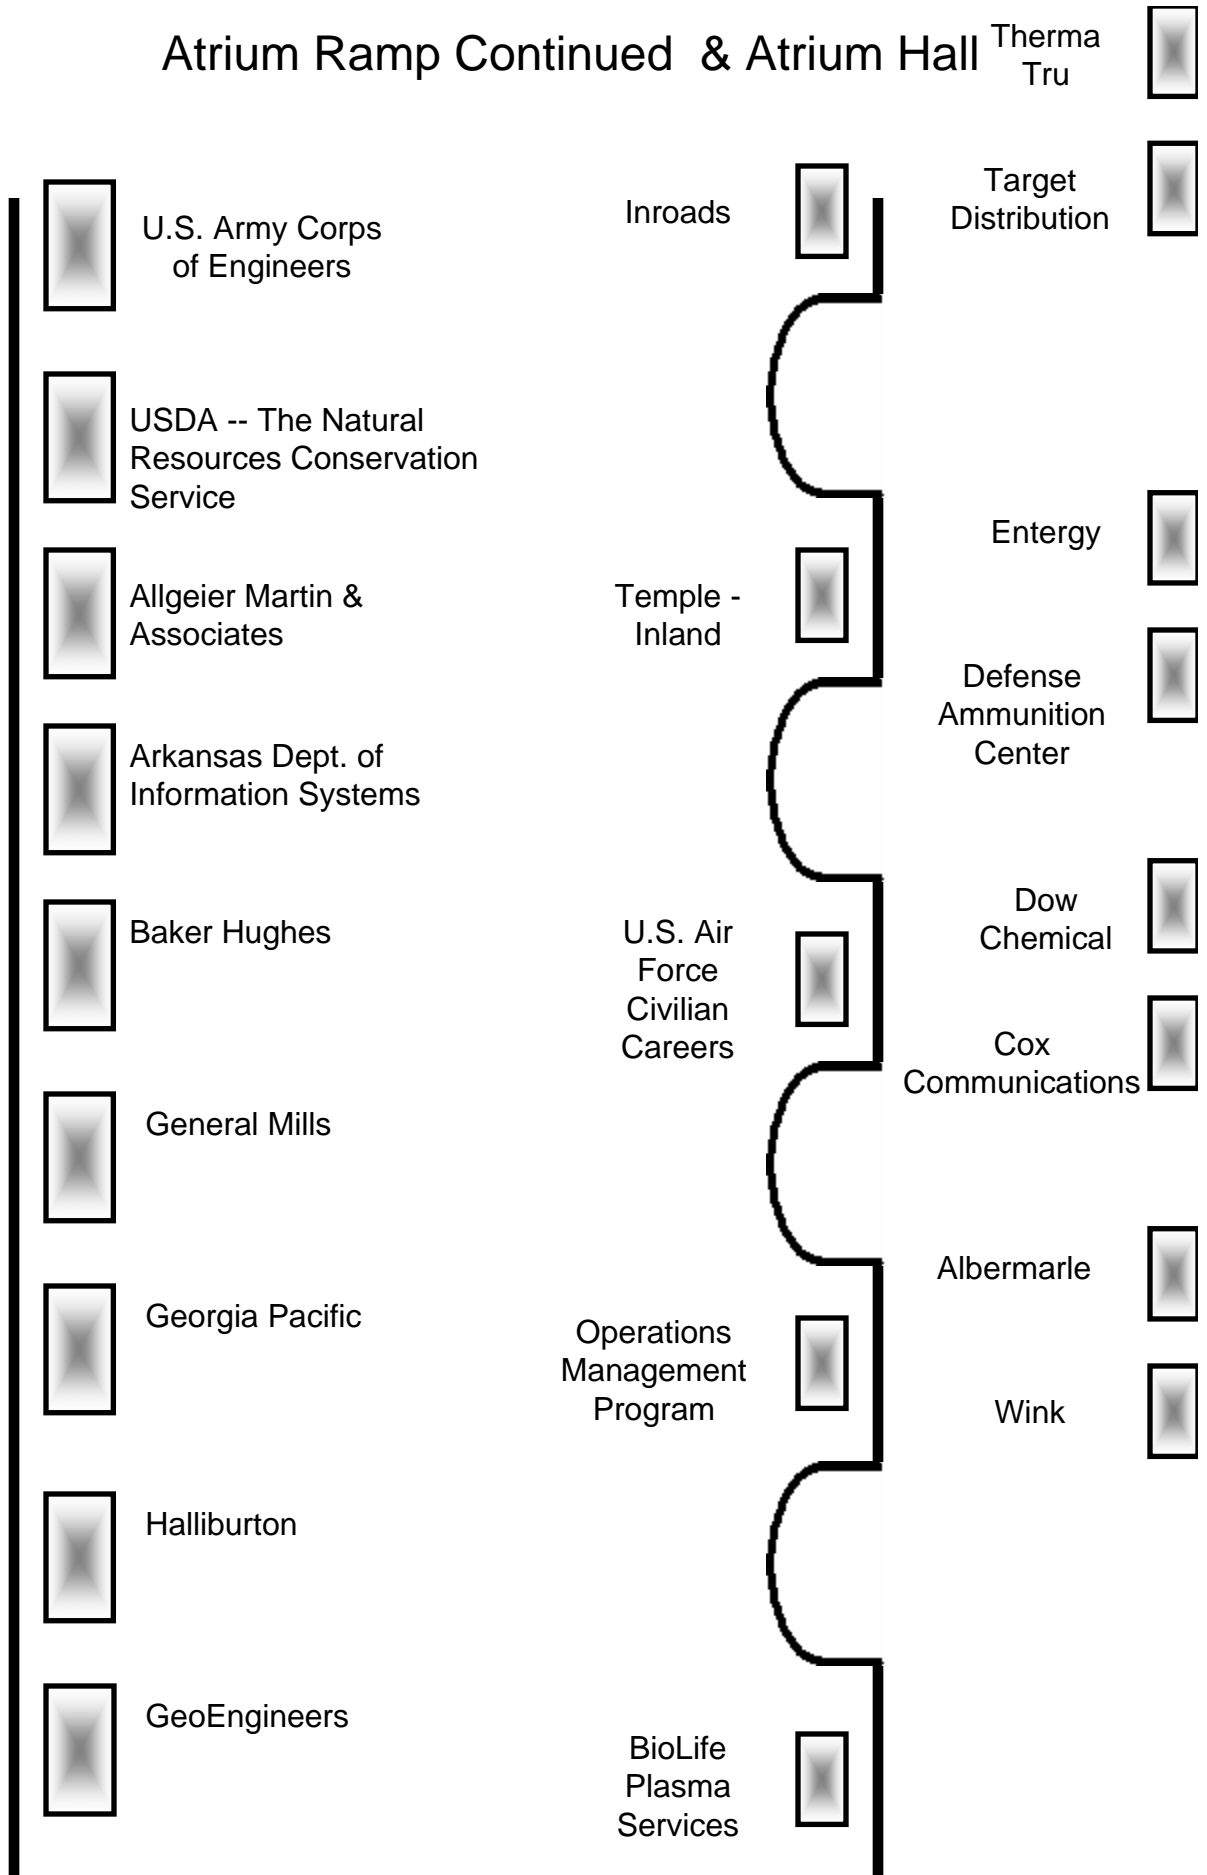 Atrium Ramp Continued & Atrium Hall
Therma
Tru
U.S. Army Corps
of Engineers
Inroads
Target
Distribution
USDA -- The Natural
Resources Conservation
Service
Entergy
Allgeier Martin &
Associates
Temple -
Inland
Defense
Ammunition
Center
Arkansas Dept. of
Information Systems
Baker Hughes
U.S. Air
Force
Civilian
Careers
Dow
Chemical
Cox
Communications
General Mills
Albermarle
Georgia Pacific
Operations
Management
Program
Wink
Halliburton
GeoEngineers
BioLife
Plasma
Services